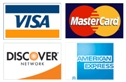 VISA
MasterCard
DISCOVER
NETWORK
AMERICAN
EXPRESS